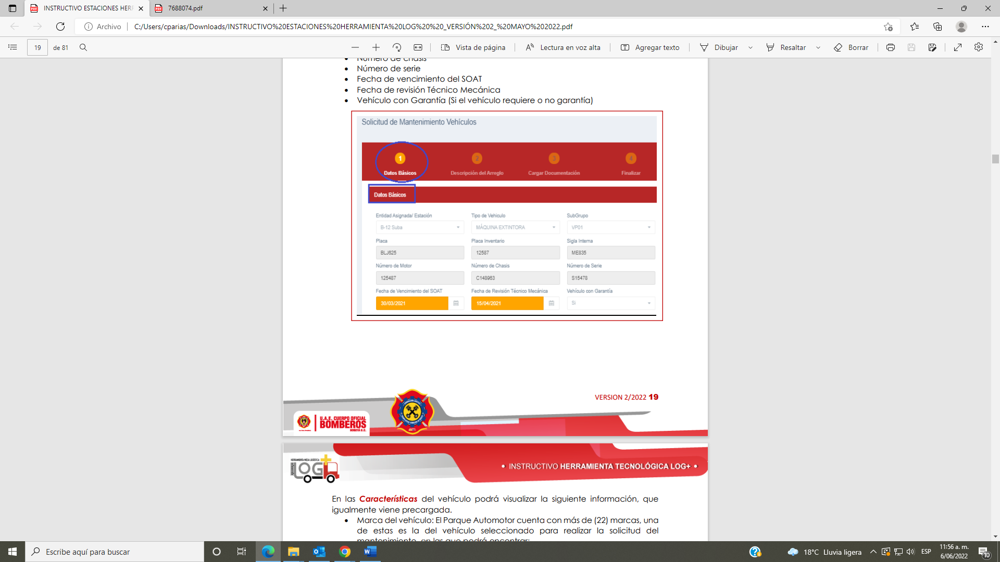 INSTRUCTIVO ESTACIONES HERR
7688074.pdf
Archivo
C:/Users/cparias/Downloads/INSTRUCTIVO%20ESTACIONES%20HERRAMIENTA%20LOG%20%20_VERSIÓN%202_%20MAYO%202022.pdf
19 de 81
Vista de página
Lectura en voz alta
Agregar texto
Dibujar
Resaltar
Borrar
• Número de chasis
• Número de serie
• Fecha de vencimiento del SOAT
• Fecha de revisión Técnico Mecánica
• Vehículo con Garantía (Si el vehículo requiere o no garantía)
Solicitud de Mantenimiento Vehículos
1 2 3 4
Datos Básicos Descripción del Arreglo Cargar Documentación Finalizar
Datos Básicos
Entidad Asignada/ Estación Tipo de Vehiculo SubGrupo
B-12 Suba MÁQUINA EXTINTORA VP01
Placa Placa Inventario Sigla Interna
BLJ625 12587 ME835
Número de Motor Número de Chasis Número de Serie
125487 C148963 S15478
Fecha de Vencimiento del SOAT Fecha de Revisión Técnico Mecánica Vehículo con Garantía
30/03/2021 15/04/2021 Si
VERSION 2/2022 19
U.A.E. CUERPO OFICIAL
BOMBEROS
BOGOTÁ D.C.
HERRAMIENTA MESA LOGÍSTICA
LOG
• INSTRUCTIVO HERRAMIENTA TECNOLÓGICA LOG+ •
En las Características del vehículo podrá visualizar la siguiente información, que
igualmente viene precargada.
• Marca del vehículo: El Parque Automotor cuenta con más de (22) marcas, una
de estas es la del vehículo seleccionado para realizar la solicitud del
mantenimiento, en las que podrá encontrar:
Escribe aquí para buscar
18°C Lluvia ligera
ESP
11:56 a. m.
6/06/2022
10